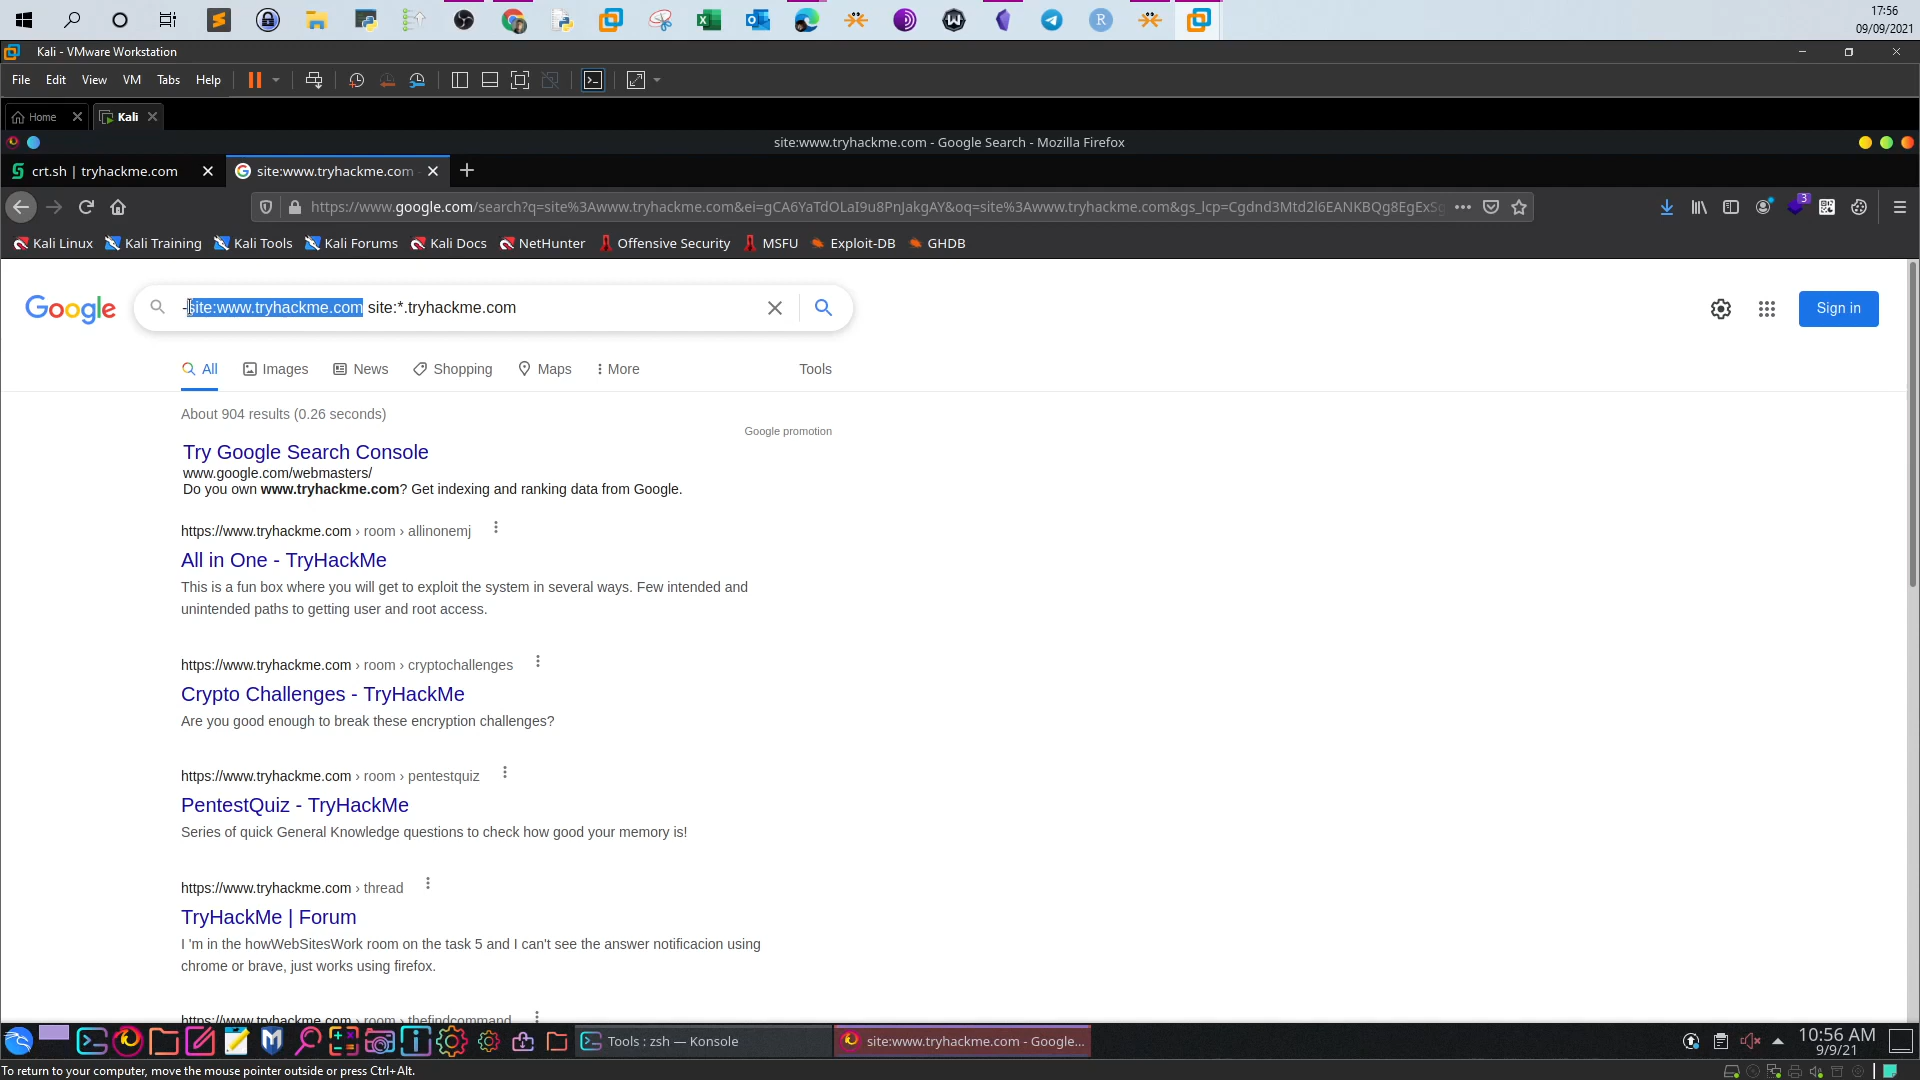 17:56
09/09/2021
Kali - VMware Workstation
File Edit View VM Tabs Help
Home Kali
site:www.tryhackme.com - Google Search - Mozilla Firefox
crt.sh | tryhackme.com site:www.tryhackme.com -
https://www.google.com/search?q=site%3Awww.tryhackme.com&ei=gCA6YaTdOLaI9u8PnJakgAY&oq=site%3Awww.tryhackme.com&gs_lcp=Cgdnd3Mtd2l6EANKBQg8EgExSg 3
Kali Linux Kali Training Kali Tools Kali Forums Kali Docs NetHunter Offensive Security MSFU Exploit-DB GHDB
Google -site:www.tryhackme.com site:*.tryhackme.com Sign in
All Images News Shopping Maps More Tools
About 904 results (0.26 seconds)
Google promotion
Try Google Search Console
www.google.com/webmasters/
Do you own www.tryhackme.com? Get indexing and ranking data from Google.
https://www.tryhackme.com › room › allinonemj
All in One - TryHackMe
This is a fun box where you will get to exploit the system in several ways. Few intended and
unintended paths to getting user and root access.
https://www.tryhackme.com › room › cryptochallenges
Crypto Challenges - TryHackMe
Are you good enough to break these encryption challenges?
https://www.tryhackme.com › room › pentestquiz
PentestQuiz - TryHackMe
Series of quick General Knowledge questions to check how good your memory is!
https://www.tryhackme.com › thread
TryHackMe | Forum
I 'm in the howWebSitesWork room on the task 5 and I can't see the answer notificacion using
chrome or brave, just works using firefox.
https://www.tryhackme.com › room › thefindcommand
Tools : zsh — Konsole site:www.tryhackme.com - Google... 10:56 AM
9/9/21
To return to your computer, move the mouse pointer outside or press Ctrl+Alt.